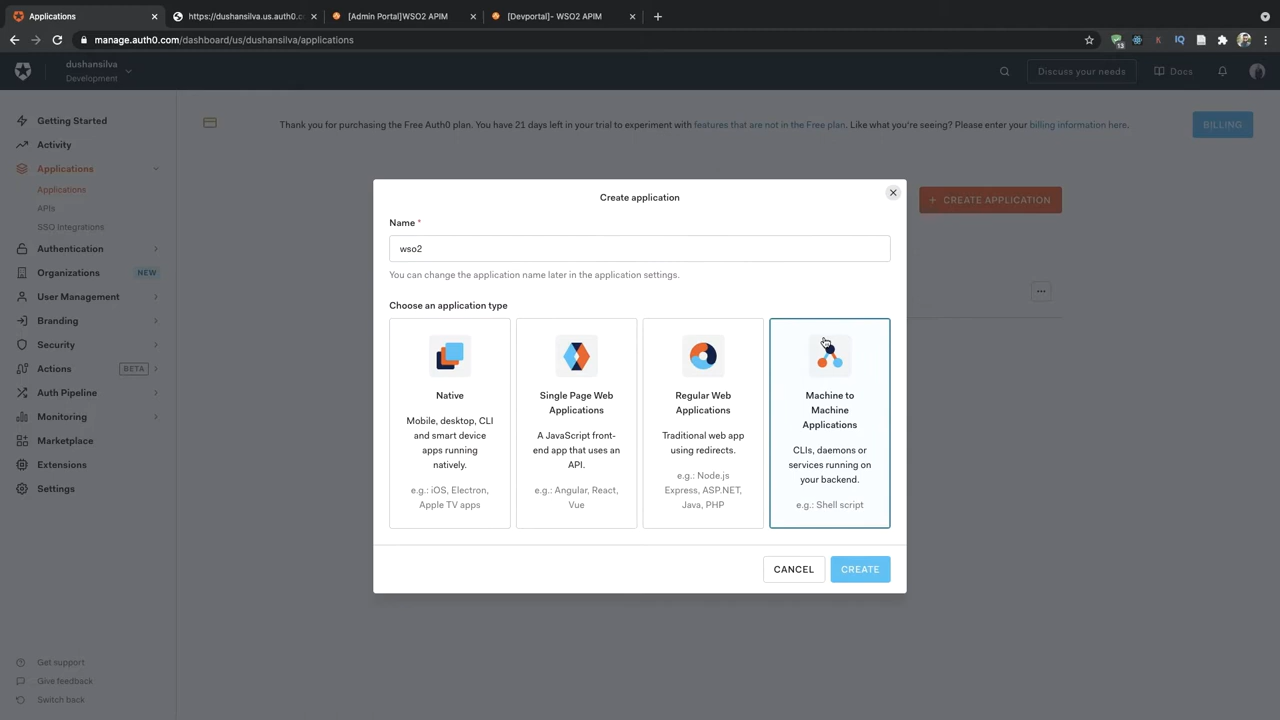 Applications
https://dushansilva.us.auth0.c
[Admin Portal]WSO2 APIM
[Devportal]- WSO2 APIM
manage.auth0.com/dashboard/us/dushansilva/applications
13
K
IQ
dushansilva
Development
Discuss your needs
Docs
Getting Started
Activity
Applications
Applications
APIs
SSO Integrations
Authentication
Organizations NEW
User Management
Branding
Security
Actions BETA
Auth Pipeline
Monitoring
Marketplace
Extensions
Settings
Get support
Give feedback
Switch back
Thank you for purchasing the Free Auth0 plan. You have 21 days left in your trial to experiment with features that are not in the Free plan. Like what you're seeing? Please enter your billing information here.
BILLING
+ CREATE APPLICATION
Create application
Name *
wso2
You can change the application name later in the application settings.
Choose an application type
Native
Mobile, desktop, CLI
and smart device
apps running
natively.
e.g.: iOS, Electron,
Apple TV apps
Single Page Web
Applications
A JavaScript front-
end app that uses an
API.
e.g.: Angular, React,
Vue
Regular Web
Applications
Traditional web app
using redirects.
e.g.: Node.js
Express, ASP.NET,
Java, PHP
Machine to
Machine
Applications
CLIs, daemons or
services running on
your backend.
e.g.: Shell script
CANCEL
CREATE